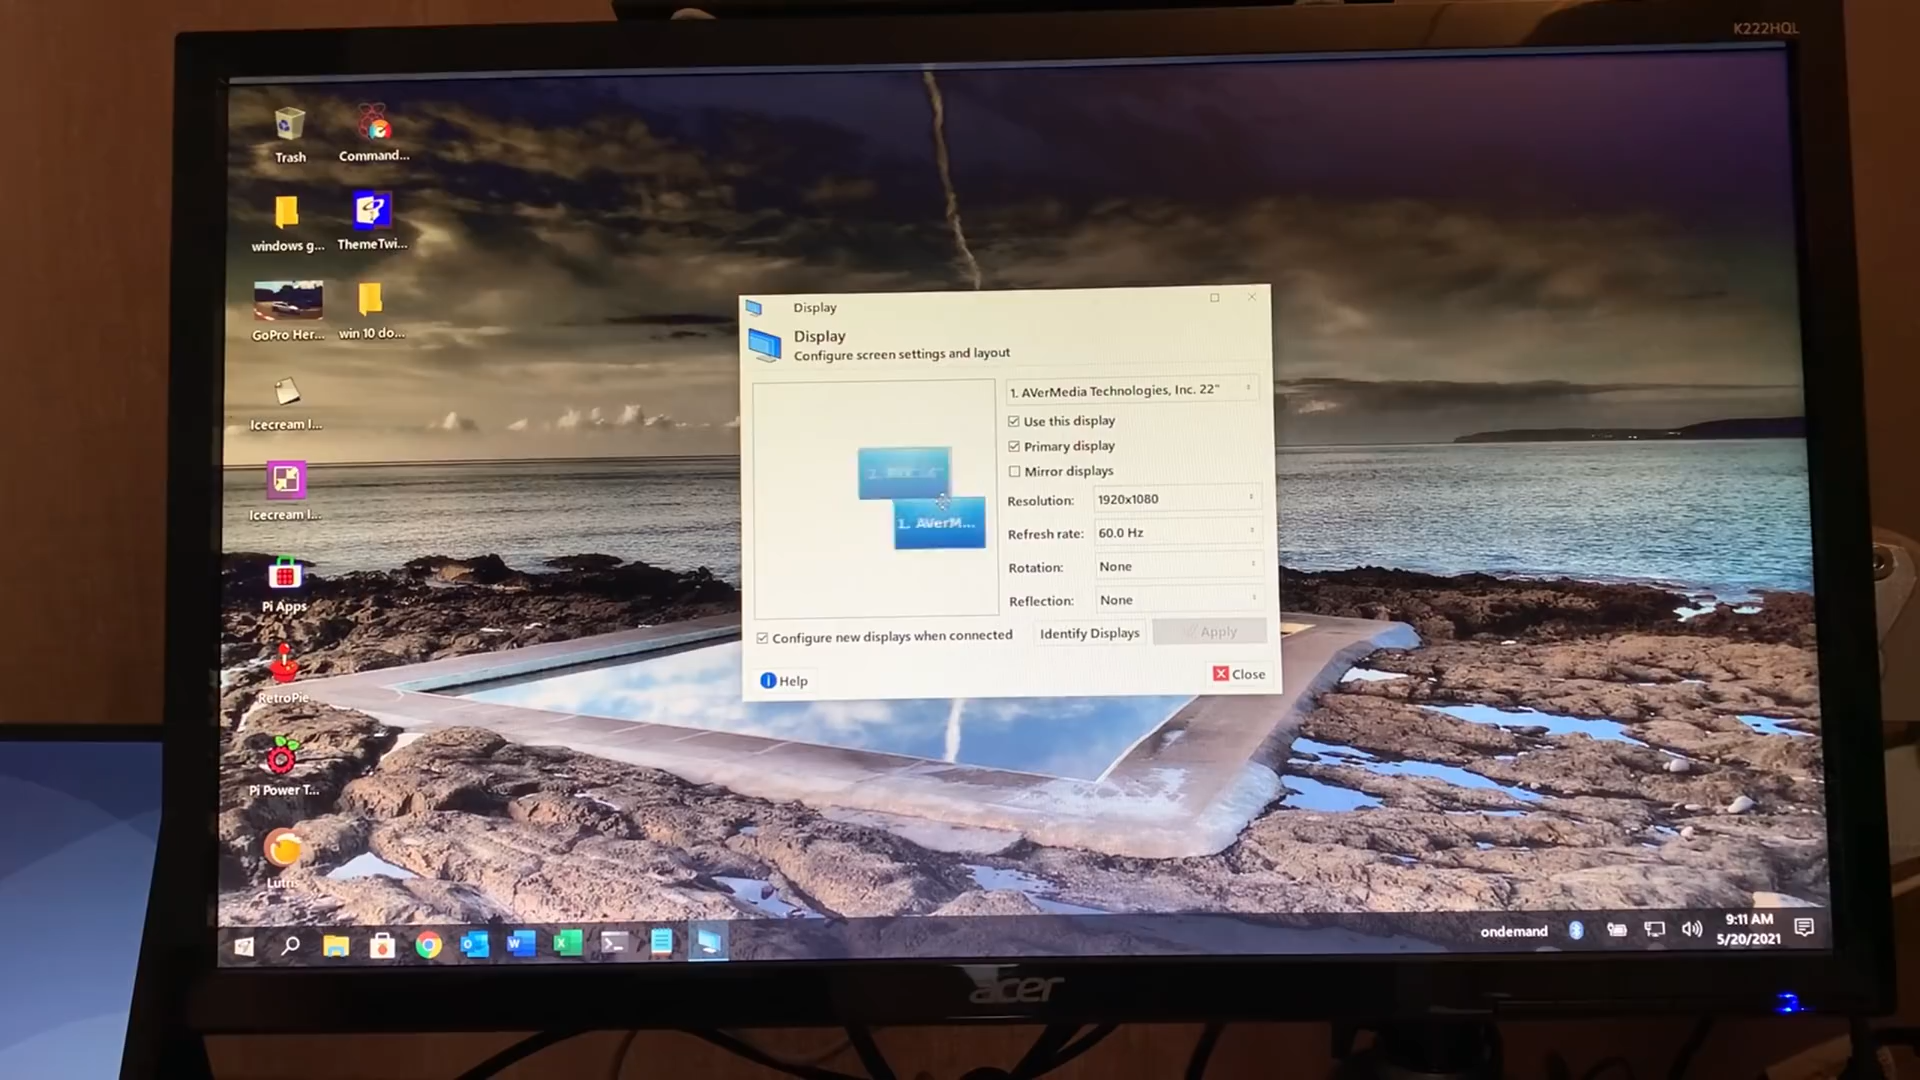 K222HQL
Trash
Command...
windows g...
ThemeTwi...
GoPro Her...
win 10 do...
Icecream I...
Icecream I...
Pi Apps
RetroPie
Pi Power T...
Lutris
Display
Display
Configure screen settings and layout
1. AVerMedia Technologies, Inc. 22"
Use this display
Primary display
Mirror displays
Resolution: 1920x1080
Refresh rate: 60.0 Hz
Rotation: None
Reflection: None
1. AVerM...
Configure new displays when connected
Identify Displays
Apply
Help
Close
ondemand
9:11 AM
5/20/2021
acer